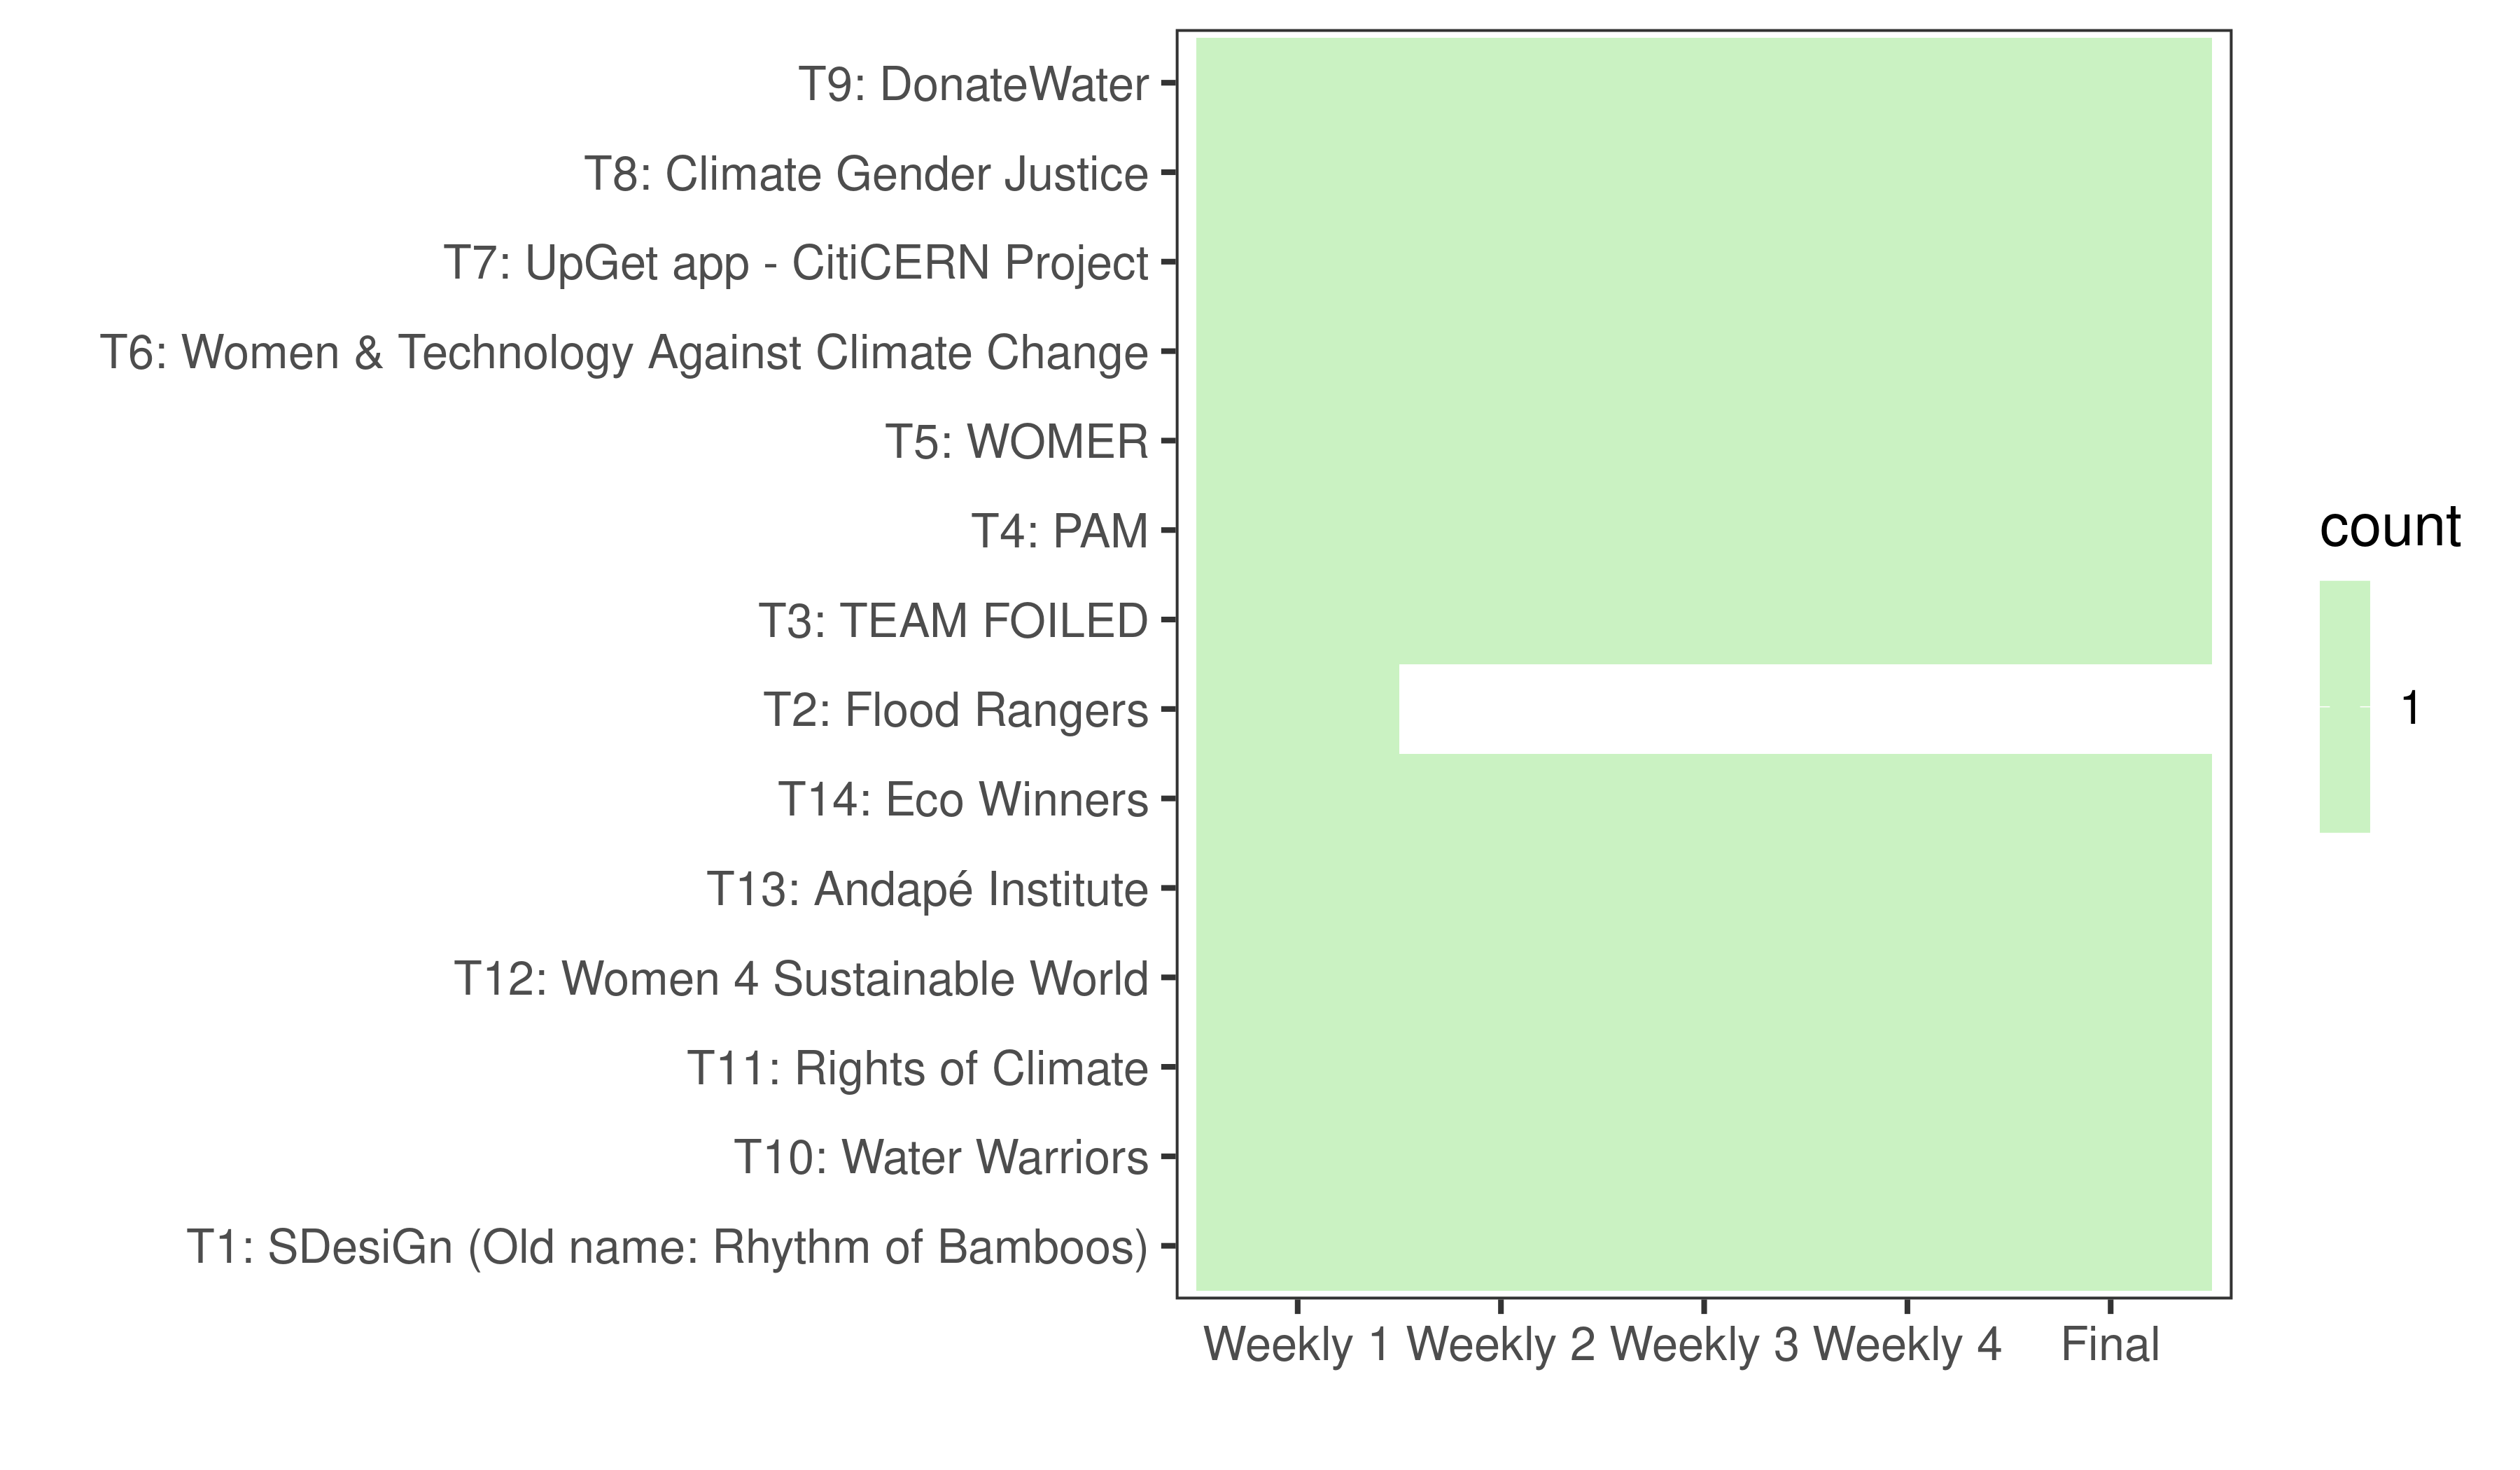 T9: DonateWater
T8: Climate Gender Justice
T7: UpGet app - CitiCERN Project
T6: Women & Technology Against Climate Change
T5: WOMER
T4: PAM
T3: TEAM FOILED
T2: Flood Rangers
T14: Eco Winners
T13: Andapé Institute
T12: Women 4 Sustainable World
T11: Rights of Climate
T10: Water Warriors
T1: SDesiGn (Old name: Rhythm of Bamboos)
Weekly 1 Weekly 2 Weekly 3 Weekly 4 Final
count
1